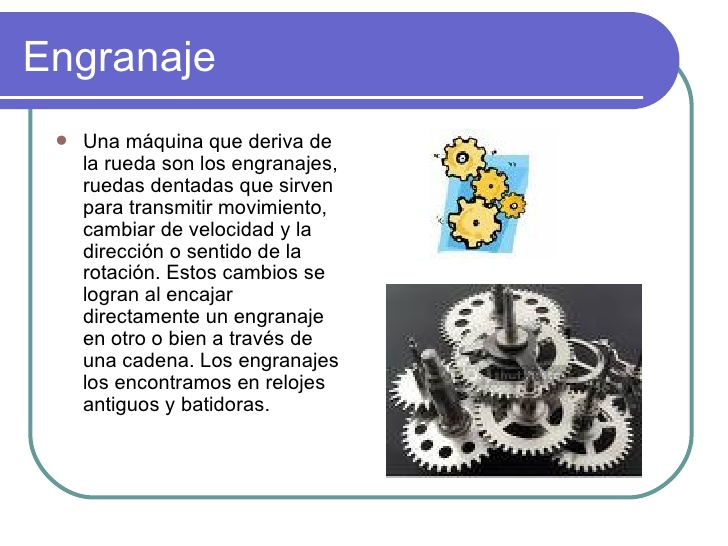 Engranaje
Una máquina que deriva de
la rueda son los engranajes,
ruedas dentadas que sirven
para transmitir movimiento,
cambiar de velocidad y la
dirección o sentido de la
rotación. Estos cambios se
logran al encajar
directamente un engranaje
en otro o bien a través de
una cadena. Los engranajes
los encontramos en relojes
antiguos y batidoras.